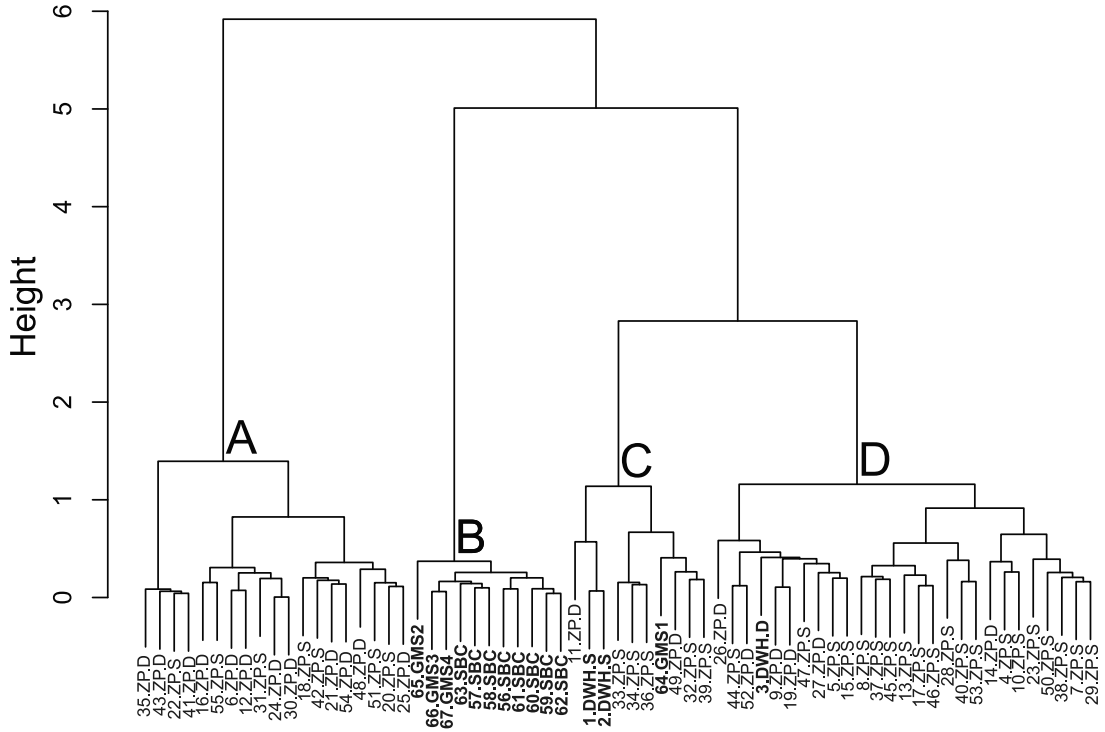 6
5
4
3
2
1
0
Height
A
B
C
D
35.ZP.D
43.ZP.D
22.ZP.S
41.ZP.D
16.ZP.D
55.ZP.S
6.ZP.D
12.ZP.D
31.ZP.S
24.ZP.D
30.ZP.D
18.ZP.S
42.ZP.S
21.ZP.D
54.ZP.D
48.ZP.D
51.ZP.S
20.ZP.S
25.ZP.D
65.GMS2
66.GMS3
67.GMS4
63.SBC
57.SBC
58.SBC
56.SBC
61.SBC
60.SBC
59.SBC
62.SBC
11.ZP.D
1.DWH.S
2.DWH.S
33.ZP.S
34.ZP.S
36.ZP.S
64.GMS1
49.ZP.D
32.ZP.S
39.ZP.S
26.ZP.D
44.ZP.S
52.ZP.D
3.DWH.D
9.ZP.D
19.ZP.D
47.ZP.S
27.ZP.D
5.ZP.S
15.ZP.S
8.ZP.S
37.ZP.S
45.ZP.S
13.ZP.S
17.ZP.S
46.ZP.S
28.ZP.S
40.ZP.S
53.ZP.S
14.ZP.D
4.ZP.S
10.ZP.S
23.ZP.S
50.ZP.S
38.ZP.S
7.ZP.S
29.ZP.S